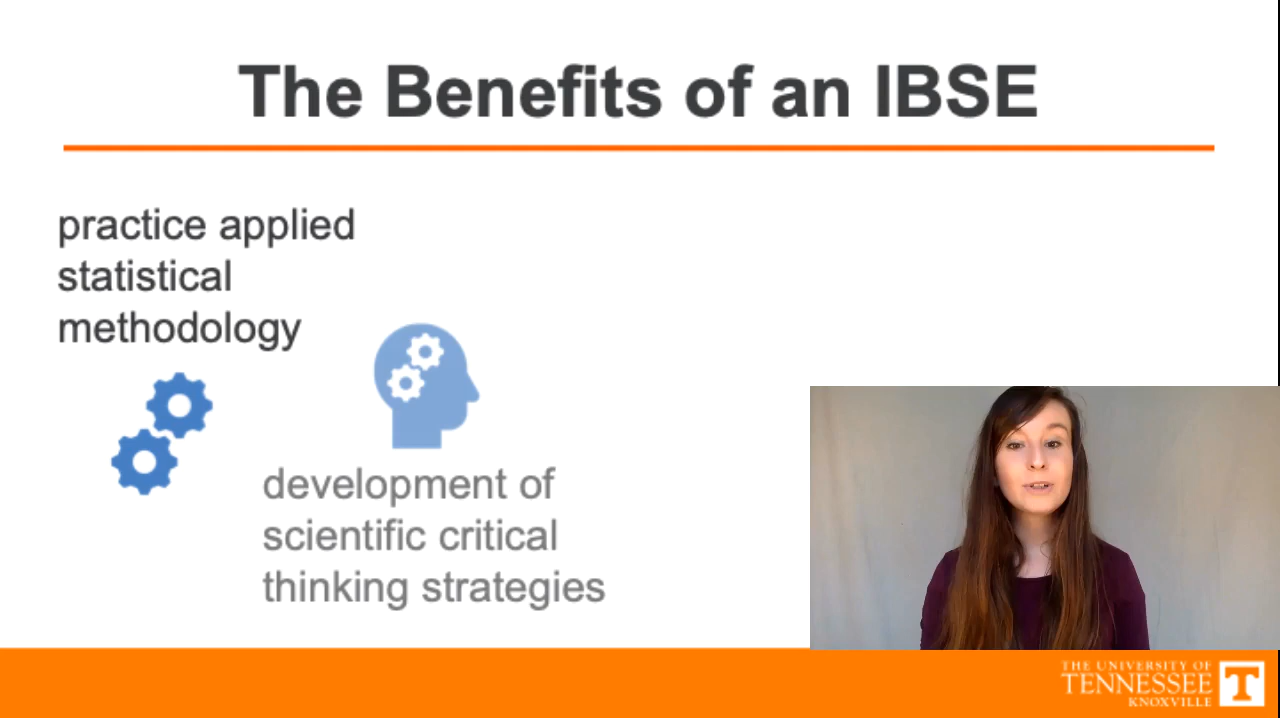 The Benefits of an IBSE
practice applied
statistical
methodology
development of
scientific critical
thinking strategies
THE UNIVERSITY OF
TENNESSEE
KNOXVILLE
T